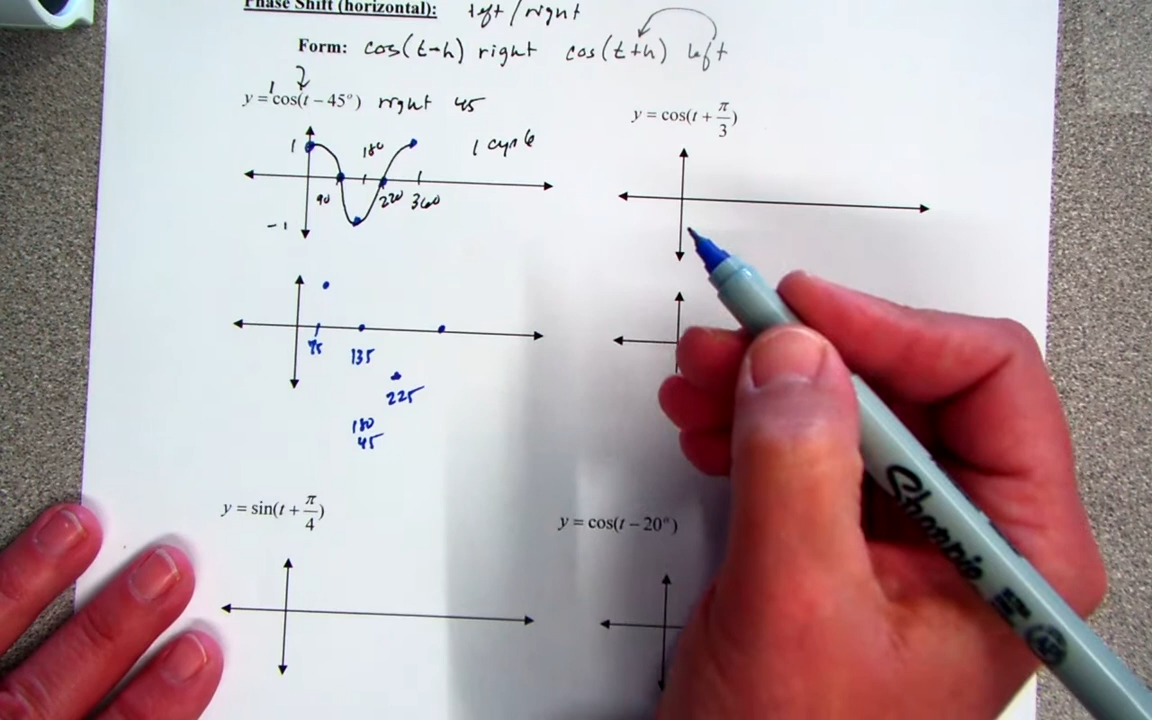 Phase Shift (horizontal): left/right
Form: cos(t-h) right cos(t+h) left
1
y = cos(t − 45°) right 45
y = cos(t + π/3)
1
180
1 cycle
90
270 360
-1
45
135
225
180
45
y = sin(t + π/4)
y = cos(t − 20°)
Sharpie